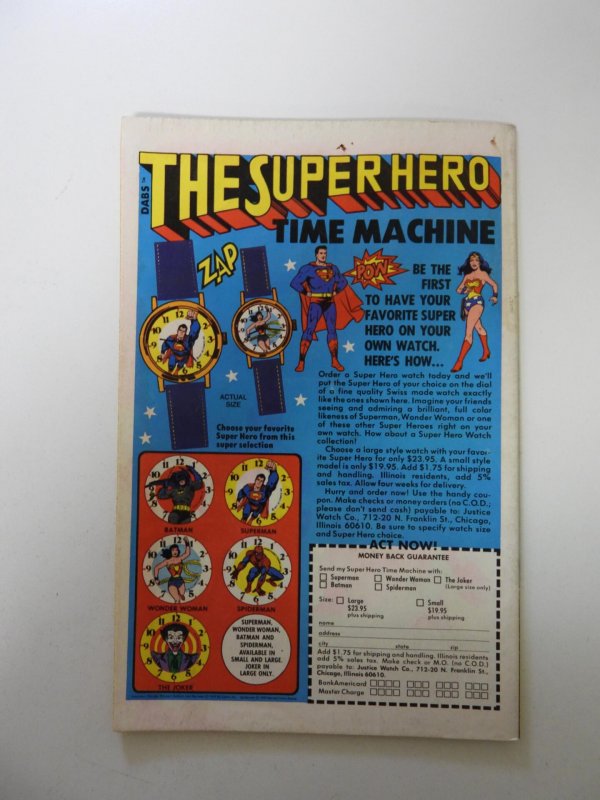 DABS™
THE SUPER HERO
TIME MACHINE
ZAP
POW
BE THE
FIRST
TO HAVE YOUR
FAVORITE SUPER
HERO ON YOUR
OWN WATCH.
HERE'S HOW...
ACTUAL
SIZE
Choose your favorite
Super Hero from this
super selection
Order a Super Hero watch today and we'll
put the Super Hero of your choice on the dial
of a fine quality Swiss made watch exactly
like the ones shown here. Imagine your friends
seeing and admiring a brilliant, full color
likeness of Superman, Wonder Woman or one
of these other Super Heroes right on your
own watch. How about a Super Hero Watch
collection!
Choose a large style watch with your favor-
ite Super Hero for only $23.95. A small style
model is only $19.95. Add $1.75 for shipping
and handling. Illinois residents, add 5%
sales tax. Allow four weeks for delivery.
Hurry and order now! Use the handy cou-
pon. Make checks or money orders (no C.O.D.;
please don't send cash) payable to: Justice
Watch Co., 712-20 N. Franklin St., Chicago,
Illinois 60610. Be sure to specify watch size
and Super Hero choice.
ACT NOW!
BATMAN
SUPERMAN
WONDER WOMAN
SPIDERMAN
THE JOKER
SUPERMAN,
WONDER WOMAN,
BATMAN AND
SPIDERMAN,
AVAILABLE IN
SMALL AND LARGE.
JOKER IN
LARGE ONLY.
MONEY BACK GUARANTEE
Send my Super Hero Time Machine with:
Superman Wonder Woman The Joker
Batman Spiderman (Large size only)
Size: Large Small
$23.95 $19.95
plus shipping plus shipping
name
address
city state zip
Add $1.75 for shipping and handling, Illinois residents
add 5% sales tax. Make check or M.O. (no C.O.D.)
payable to: Justice Watch Co., 712-20 N. Franklin St.,
Chicago, Illinois 60610.
BankAmericard
Master Charge